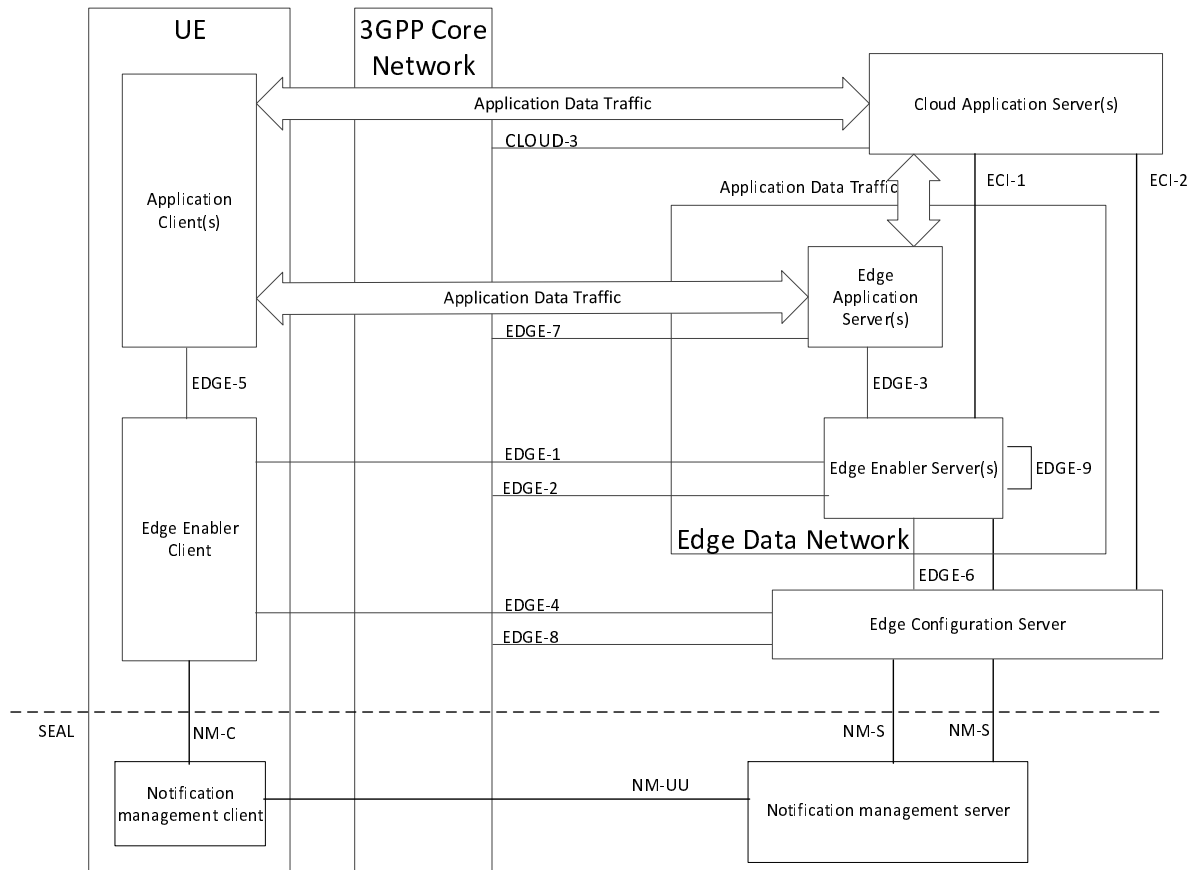 UE
3GPP Core
Network
Application Data Traffic
Cloud Application Server(s)
CLOUD-3
ECI-1
ECI-2
Application Data Traffic
Application
Client(s)
Edge
Application
Server(s)
Application Data Traffic
EDGE-7
EDGE-5
EDGE-3
EDGE-1
Edge Enabler Server(s)
EDGE-9
EDGE-2
Edge Enabler
Client
Edge Data Network
EDGE-6
EDGE-4
Edge Configuration Server
EDGE-8
SEAL
NM-C
NM-S
NM-S
NM-UU
Notification
management client
Notification management server